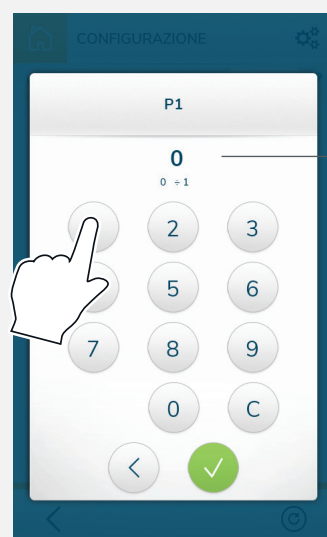 CONFIGURAZIONE
P1
0
0 ÷ 1
2 3
5 6
7 8 9
0 C